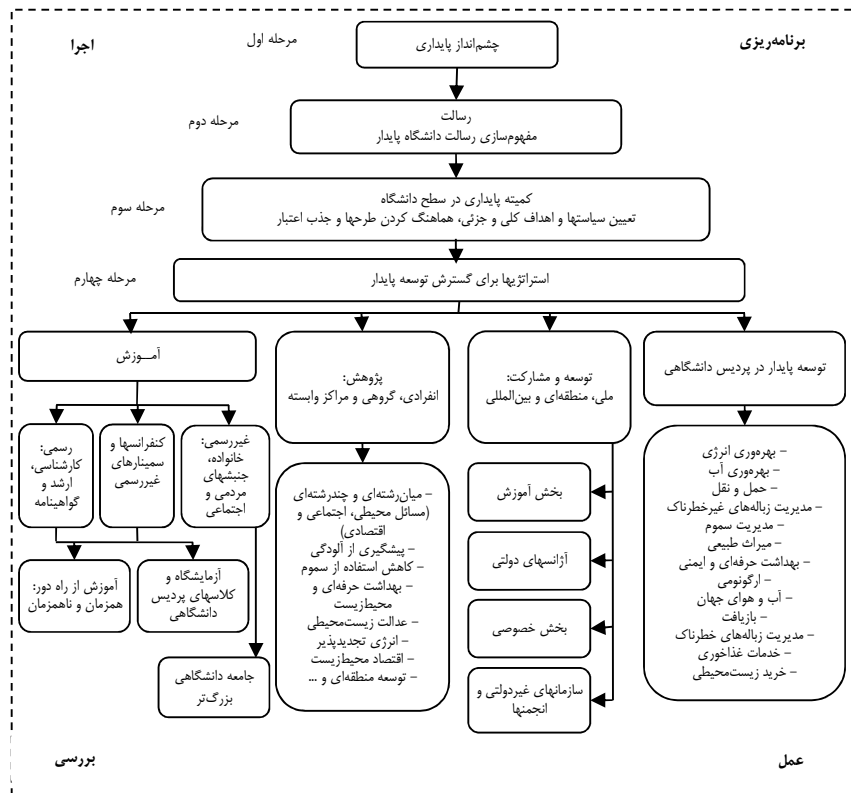 برنامه‌ریزی
اجرا
مرحله اول
چشم‌انداز پایداری
مرحله دوم
رسالت
مفهوم‌سازی رسالت دانشگاه پایدار
مرحله سوم
کمیته پایداری در سطح دانشگاه
تعیین سیاستها و اهداف کلی و جزئی، هماهنگ کردن طرحها و جذب اعتبار
مرحله چهارم
استراتژیها برای گسترش توسعه پایدار
توسعه پایدار در پردیس دانشگاهی
– بهره‌وری انرژی
– بهره‌وری آب
– حمل و نقل
– مدیریت زباله‌های غیرخطرناک
– مدیریت سموم
– میراث طبیعی
– بهداشت حرفه‌ای و ایمنی
– ارگونومی
– آب و هوای جهان
– بازیافت
– مدیریت زباله‌های خطرناک
– خدمات غذاخوری
– خرید زیست‌محیطی
توسعه و مشارکت:
ملی، منطقه‌ای و بین‌المللی
بخش آموزش
آژانسهای دولتی
بخش خصوصی
سازمانهای غیردولتی و
انجمنها
پژوهش:
انفرادی، گروهی و مراکز وابسته
– میان‌رشته‌ای و چندرشته‌ای
(مسائل محیطی، اجتماعی و
اقتصادی)
– پیشگیری از آلودگی
– کاهش استفاده از سموم
– بهداشت حرفه‌ای و
محیط‌زیست
– عدالت زیست‌محیطی
– انرژی تجدیدپذیر
– اقتصاد محیط‌زیست
– توسعه منطقه‌ای و ...
آمــوزش
غیررسمی:
خانواده،
جنبشهای
مردمی و
اجتماعی
کنفرانسها و
سمینارهای
غیررسمی
رسمی:
کارشناسی،
ارشد و
گواهینامه
آزمایشگاه و
کلاسهای پردیس
دانشگاهی
آموزش از راه دور:
همزمان و ناهمزمان
جامعه دانشگاهی
بزرگ‌تر
عمل
بررسی